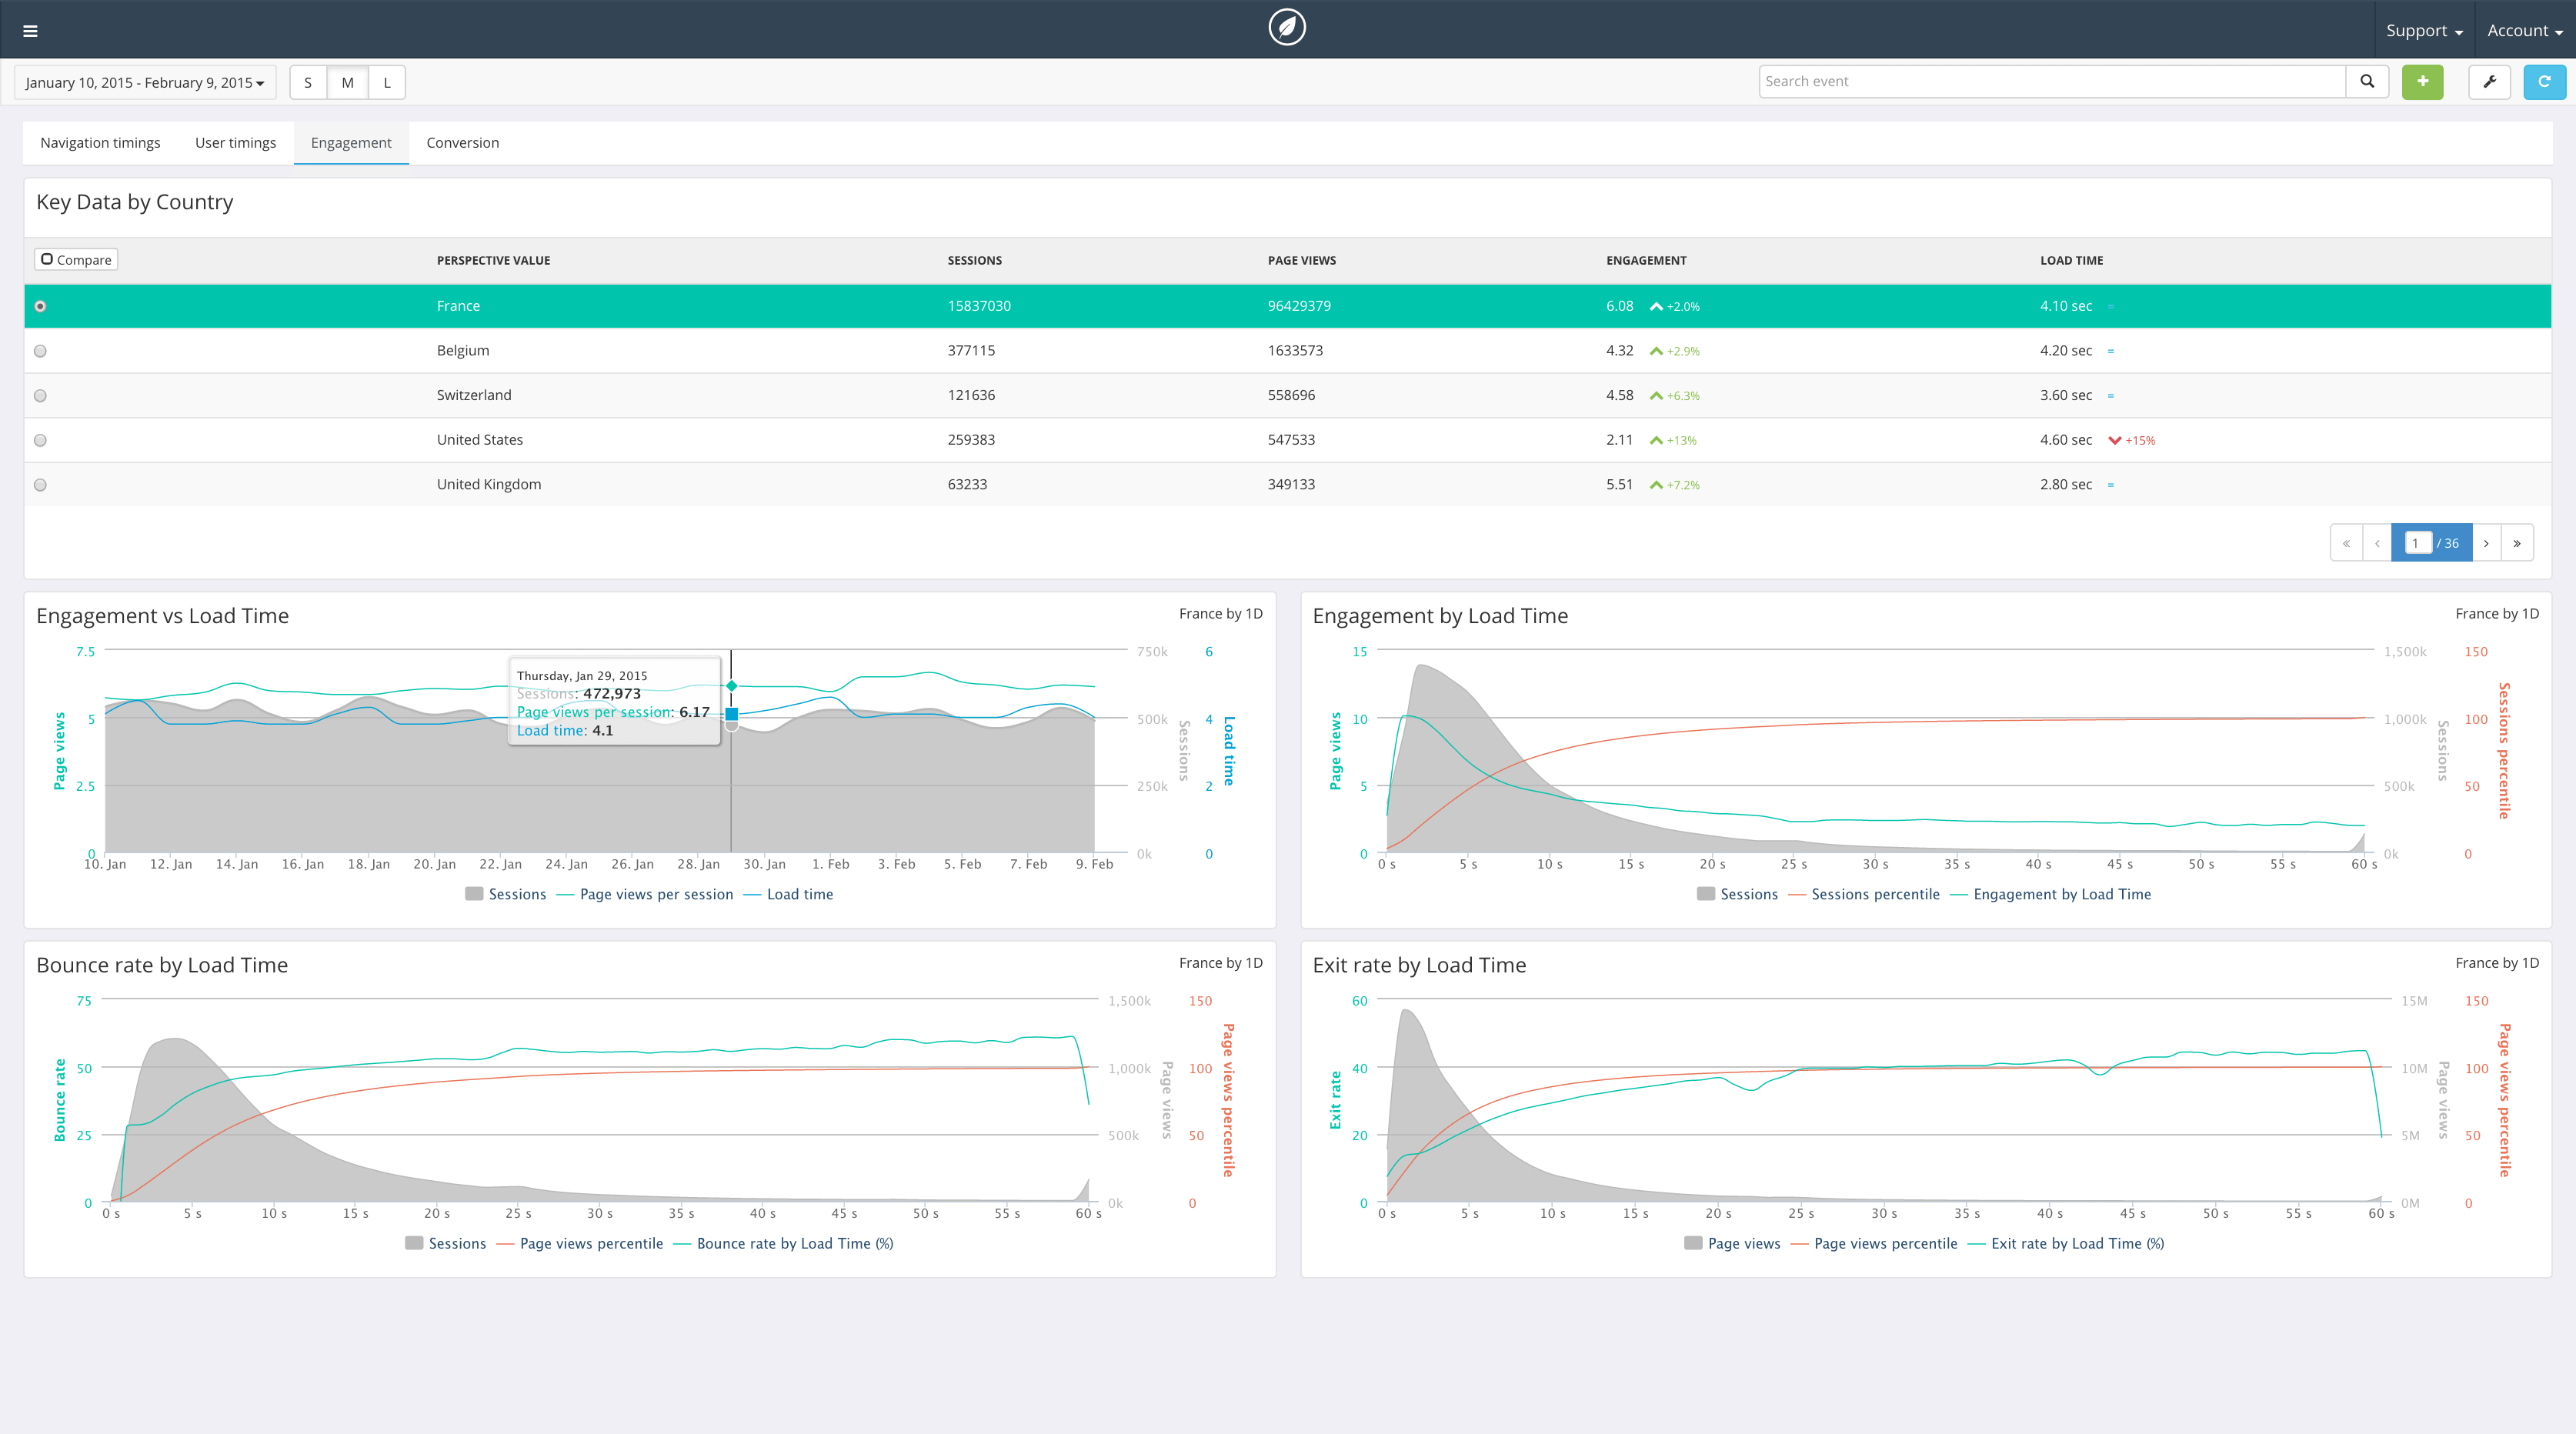 Support Account
January 10, 2015 - February 9, 2015 S M L Search event
Navigation timings User timings Engagement Conversion
Key Data by Country
Compare PERSPECTIVE VALUE SESSIONS PAGE VIEWS ENGAGEMENT LOAD TIME
France 15837030 96429379 6.08 +2.0% 4.10 sec =
Belgium 377115 1633573 4.32 +2.9% 4.20 sec =
Switzerland 121636 558696 4.58 +6.3% 3.60 sec =
United States 259383 547533 2.11 +13% 4.60 sec +15%
United Kingdom 63233 349133 5.51 +7.2% 2.80 sec =
« ‹ 1 / 36 › »
Engagement vs Load Time France by 1D
7.5 750k 6
5 500k 4
2.5 250k 2
0 0k 0
Page views
Sessions
Load time
Thursday, Jan 29, 2015
Sessions: 472,973
Page views per session: 6.17
Load time: 4.1
10. Jan 12. Jan 14. Jan 16. Jan 18. Jan 20. Jan 22. Jan 24. Jan 26. Jan 28. Jan 30. Jan 1. Feb 3. Feb 5. Feb 7. Feb 9. Feb
Sessions Page views per session Load time
Engagement by Load Time France by 1D
15 1,500k 150
10 1,000k 100
5 500k 50
0 0k 0
Page views
Sessions
Sessions percentile
0 s 5 s 10 s 15 s 20 s 25 s 30 s 35 s 40 s 45 s 50 s 55 s 60 s
Sessions Sessions percentile Engagement by Load Time
Bounce rate by Load Time France by 1D
75 1,500k 150
50 1,000k 100
25 500k 50
0 0k 0
Bounce rate
Page views
Page views percentile
0 s 5 s 10 s 15 s 20 s 25 s 30 s 35 s 40 s 45 s 50 s 55 s 60 s
Sessions Page views percentile Bounce rate by Load Time (%)
Exit rate by Load Time France by 1D
60 15M 150
40 10M 100
20 5M 50
0 0M 0
Exit rate
Page views
Page views percentile
0 s 5 s 10 s 15 s 20 s 25 s 30 s 35 s 40 s 45 s 50 s 55 s 60 s
Page views Page views percentile Exit rate by Load Time (%)